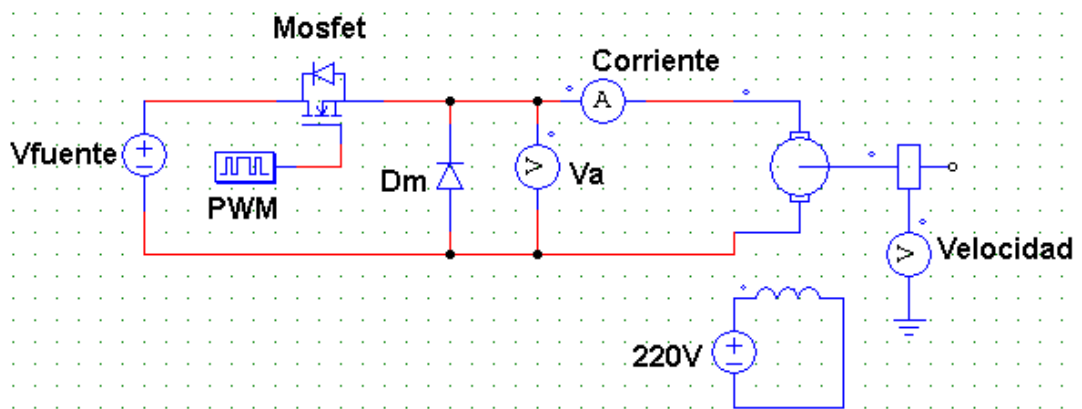 Mosfet
Corriente
A
Vfuente
PWM
Dm
V
Va
V
Velocidad
220V